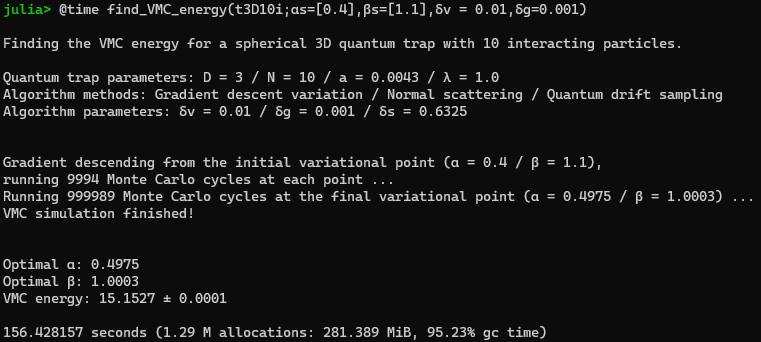 julia> @time find_VMC_energy(t3D10i;αs=[0.4],βs=[1.1],δv = 0.01,δg=0.001)
Finding the VMC energy for a spherical 3D quantum trap with 10 interacting particles.
Quantum trap parameters: D = 3 / N = 10 / a = 0.0043 / λ = 1.0
Algorithm methods: Gradient descent variation / Normal scattering / Quantum drift sampling
Algorithm parameters: δv = 0.01 / δg = 0.001 / δs = 0.6325
Gradient descending from the initial variational point (α = 0.4 / β = 1.1),
running 9994 Monte Carlo cycles at each point ...
Running 999989 Monte Carlo cycles at the final variational point (α = 0.4975 / β = 1.0003) ...
VMC simulation finished!
Optimal α: 0.4975
Optimal β: 1.0003
VMC energy: 15.1527 ± 0.0001
156.428157 seconds (1.29 M allocations: 281.389 MiB, 95.23% gc time)